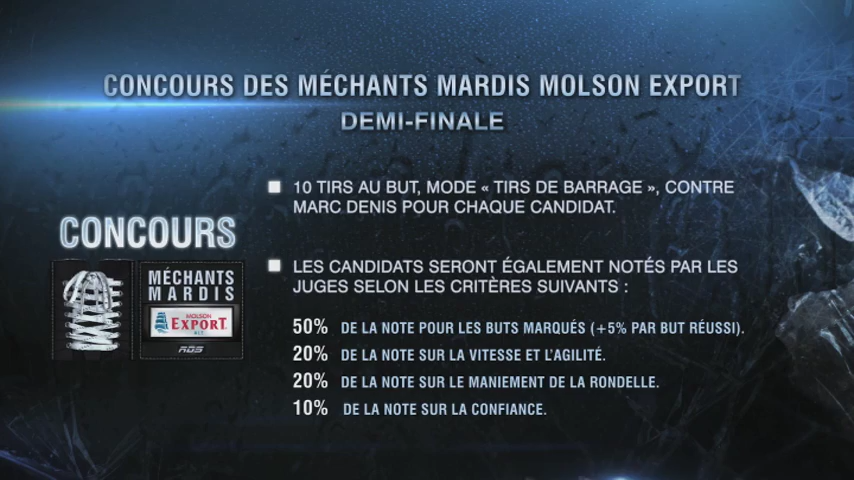 CONCOURS DES MÉCHANTS MARDIS MOLSON EXPORT
DEMI-FINALE
10 TIRS AU BUT, MODE « TIRS DE BARRAGE », CONTRE
MARC DENIS POUR CHAQUE CANDIDAT.
CONCOURS
MÉCHANTS
MARDIS
MOLSON
EXPORT
RDS
LES CANDIDATS SERONT ÉGALEMENT NOTÉS PAR LES
JUGES SELON LES CRITÈRES SUIVANTS :
50% DE LA NOTE POUR LES BUTS MARQUÉS (+5% PAR BUT RÉUSSI).
20% DE LA NOTE SUR LA VITESSE ET L'AGILITÉ.
20% DE LA NOTE SUR LE MANIEMENT DE LA RONDELLE.
10% DE LA NOTE SUR LA CONFIANCE.